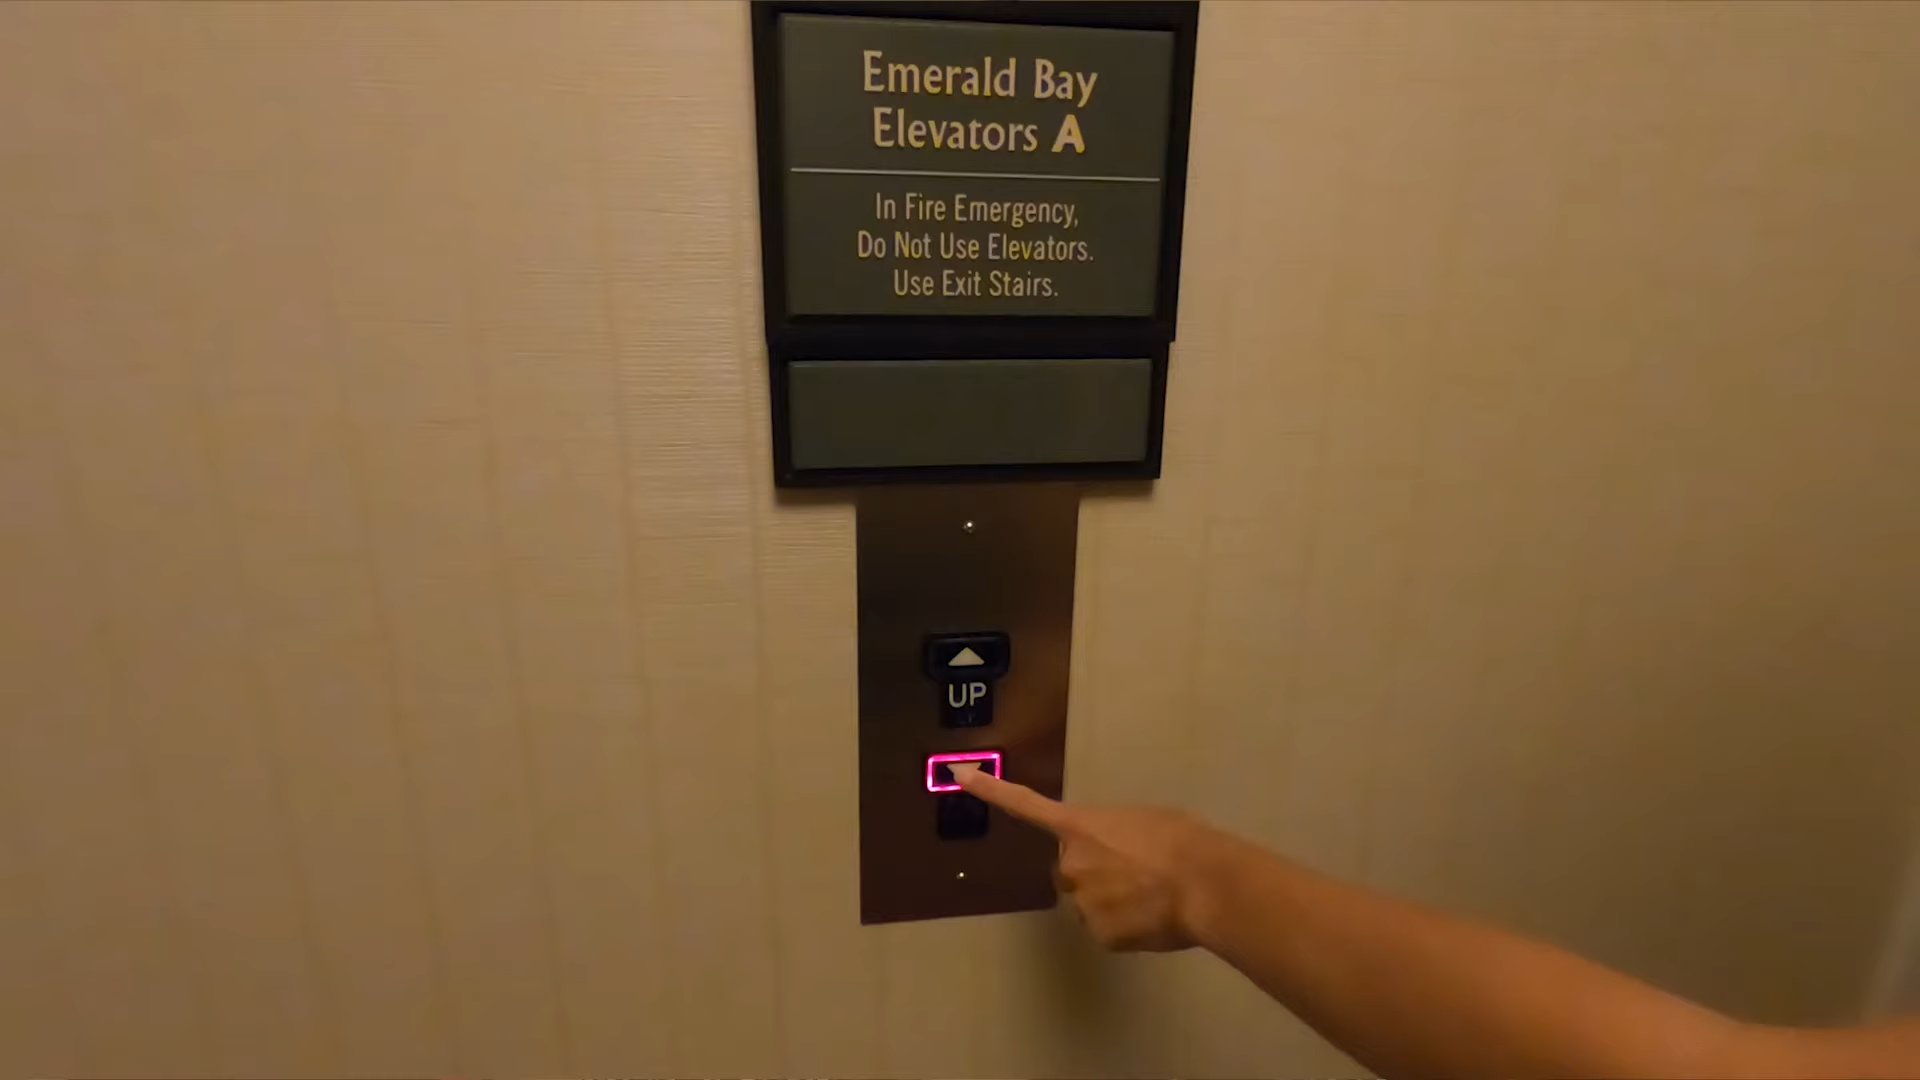 Emerald Bay
Elevators A
In Fire Emergency,
Do Not Use Elevators.
Use Exit Stairs.
UP